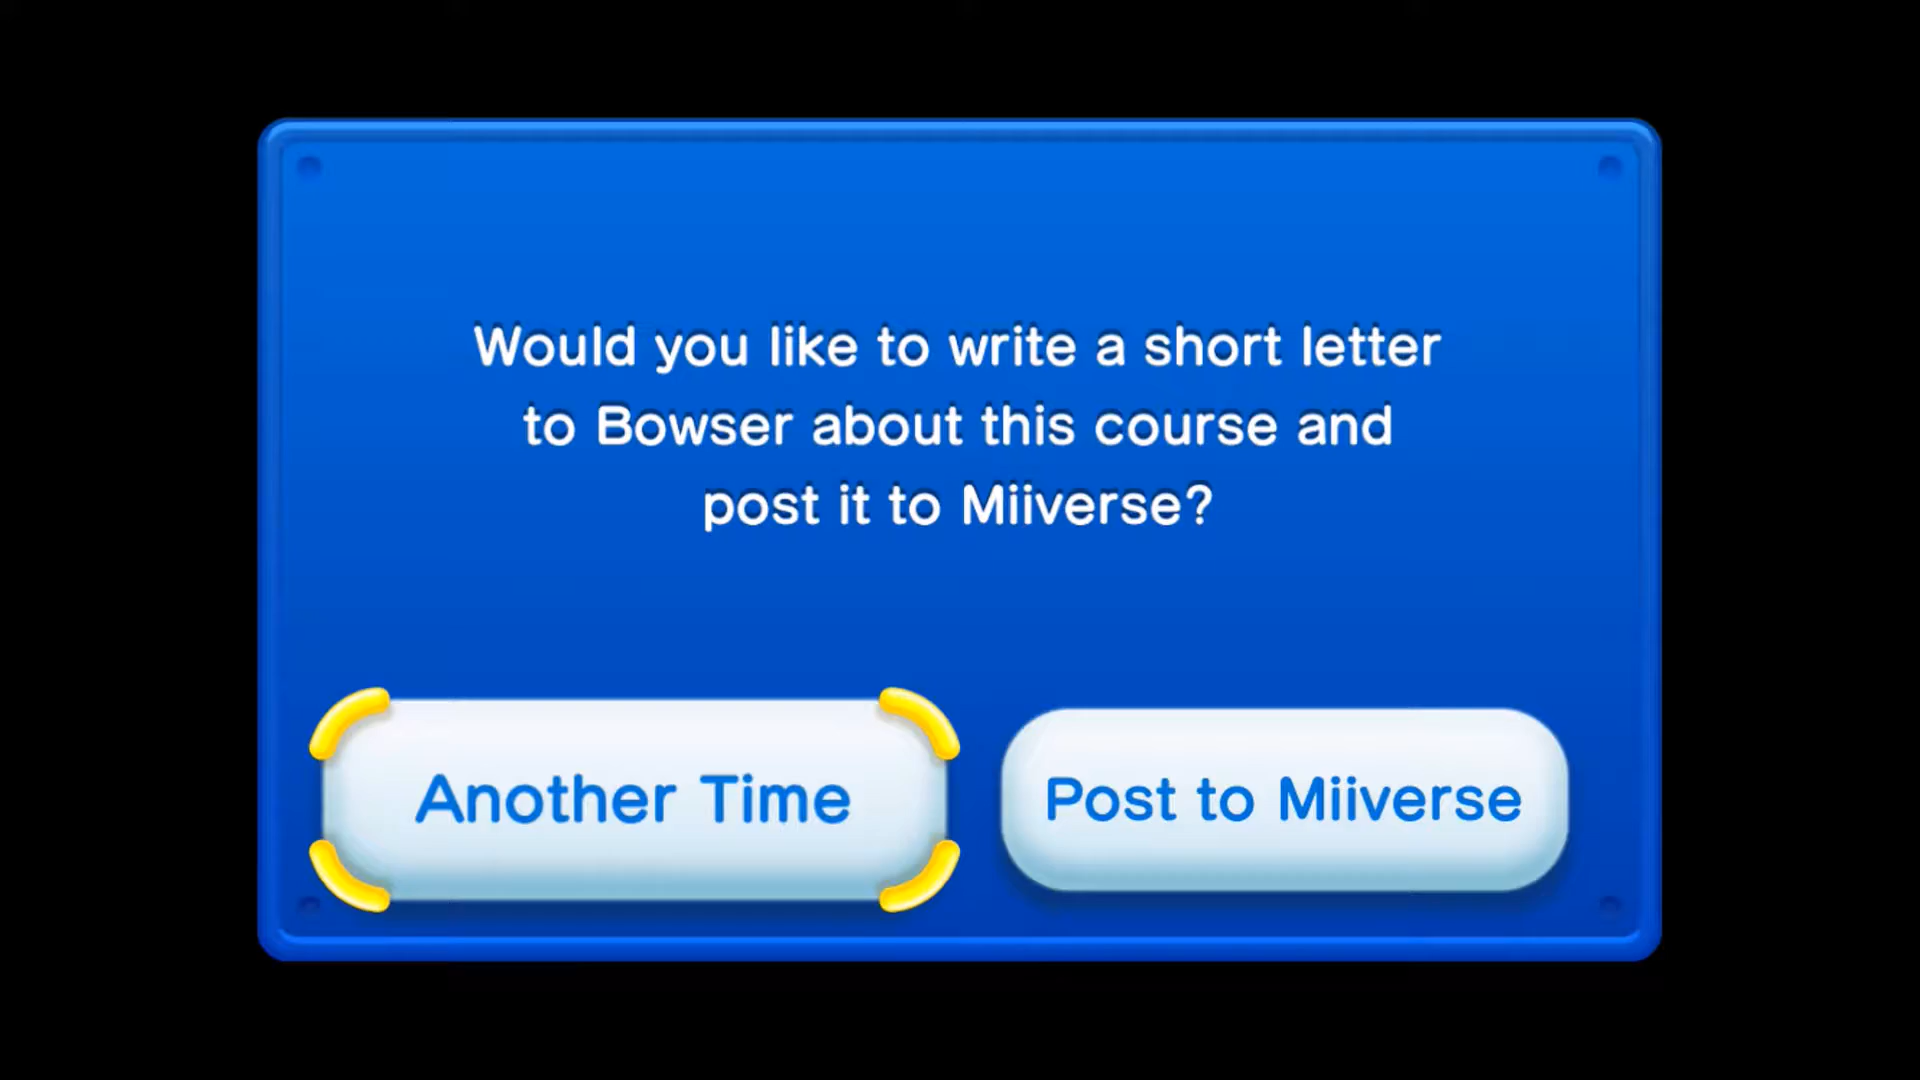 Would you like to write a short letter
to Bowser about this course and
post it to Miiverse?
Another Time
Post to Miiverse